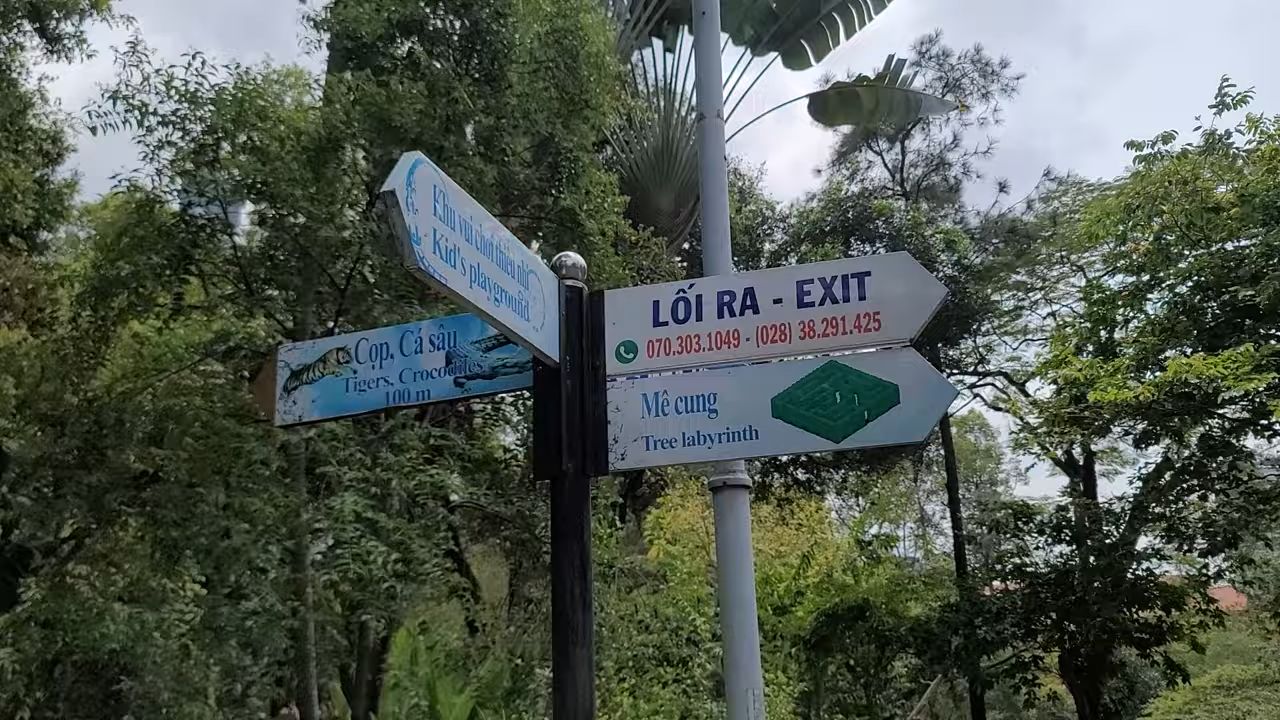 Khu vui chơi thiếu nhi
Kid's playground
Cọp, Cá sấu
Tigers, Crocodiles
100 m
LỐI RA - EXIT
070.303.1049 - (028) 38.291.425
Mê cung
Tree labyrinth